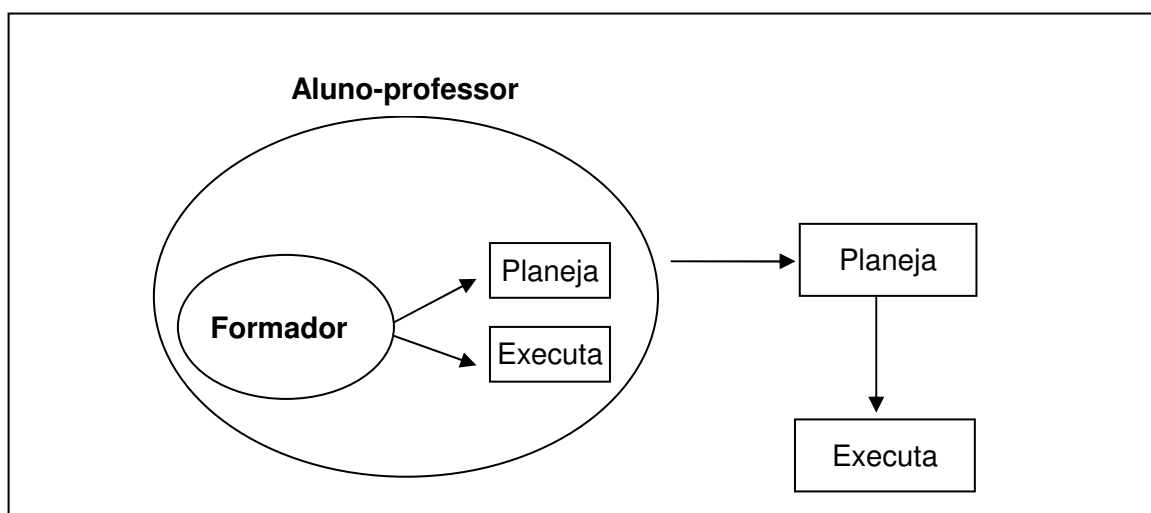 Aluno-professor
Planeja
Formador
Executa
Planeja
Executa